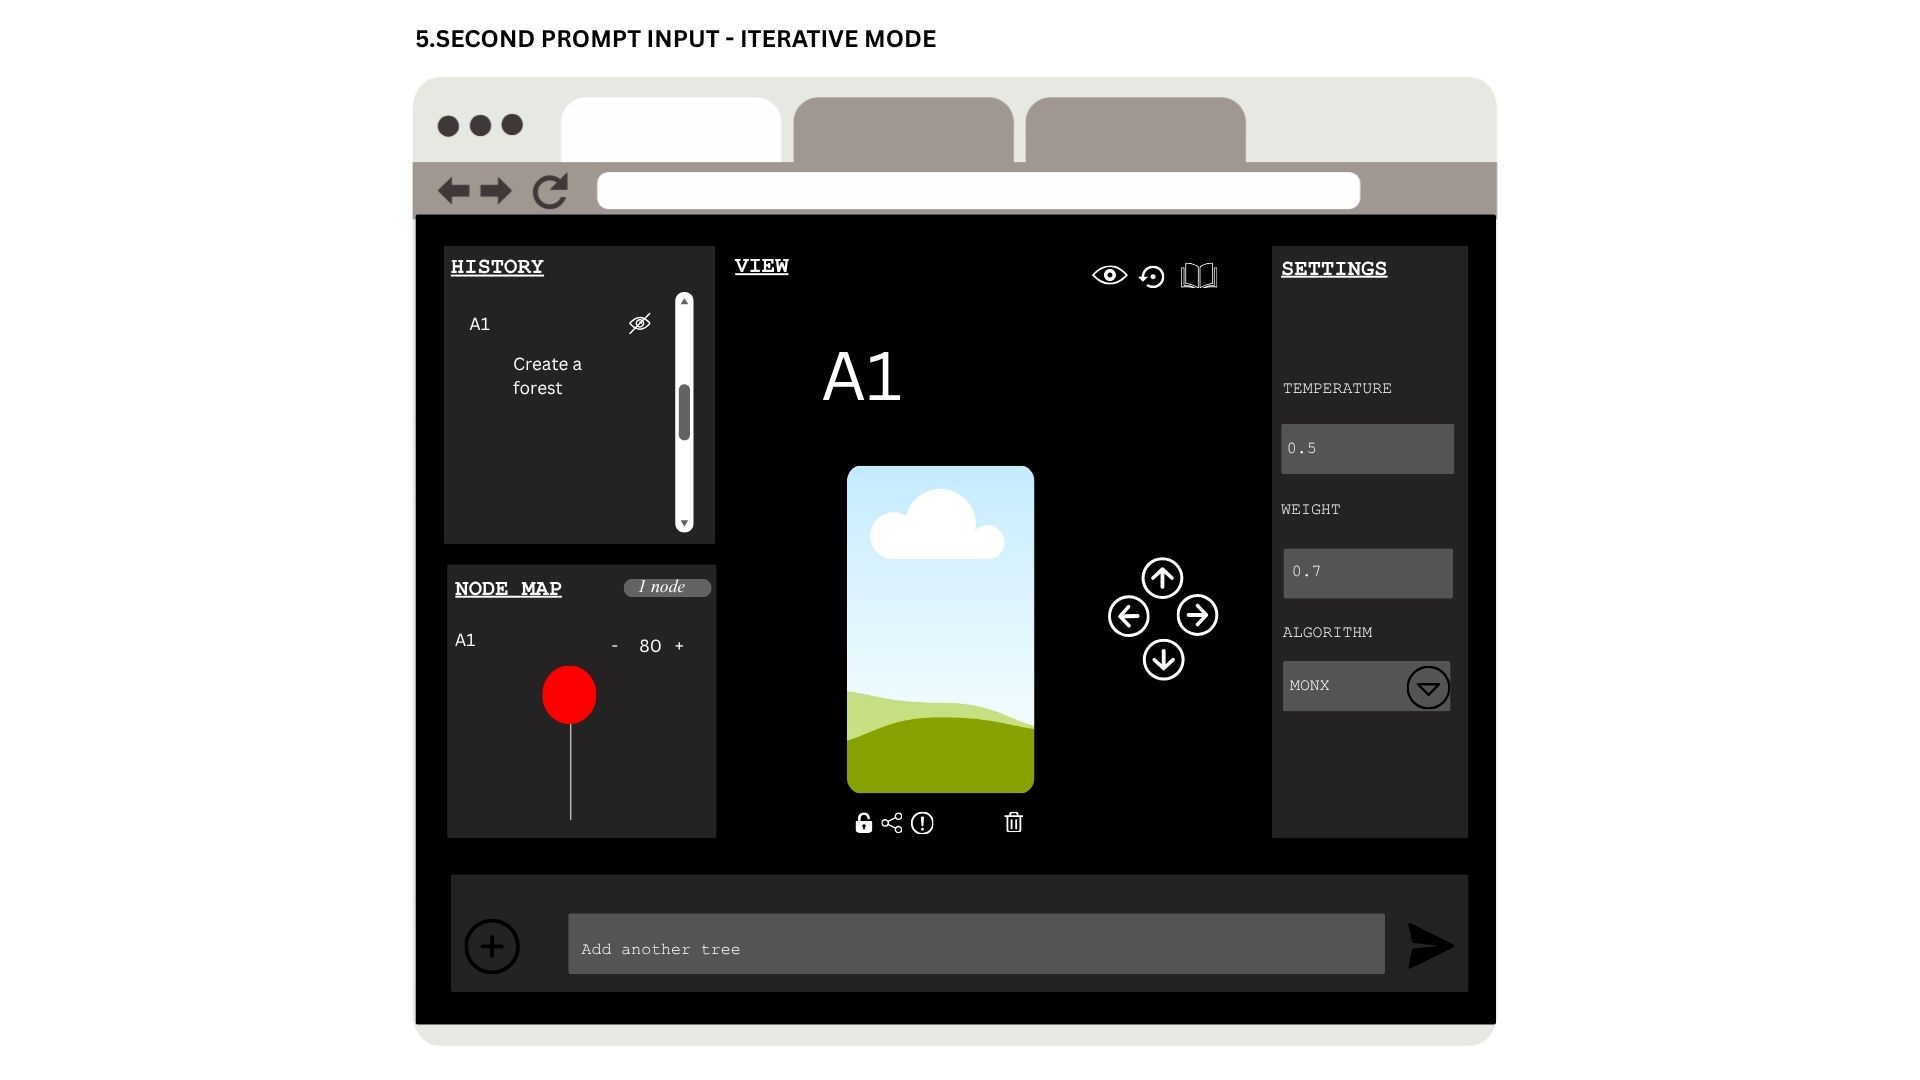 5.SECOND PROMPT INPUT - ITERATIVE MODE
HISTORY
A1
Create a
forest
NODE MAP
1 node
A1
- 80 +
VIEW
A1
SETTINGS
TEMPERATURE
0.5
WEIGHT
0.7
ALGORITHM
MONX
Add another tree